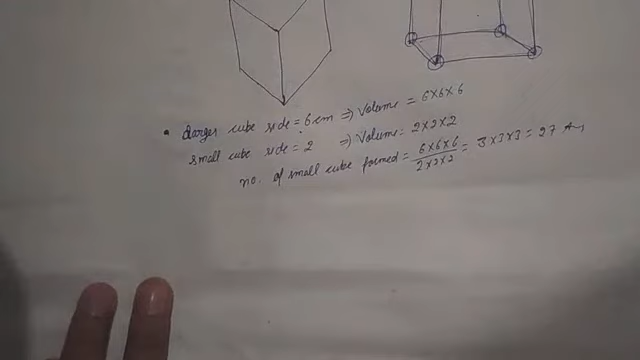 Larger cube side = 6cm ⇒ Volume = 6×6×6
small cube side = 2 ⇒ Volume = 2×2×2
no. of small cube formed = 6×6×6 / 2×2×2 = 3×3×3 = 27 Ans